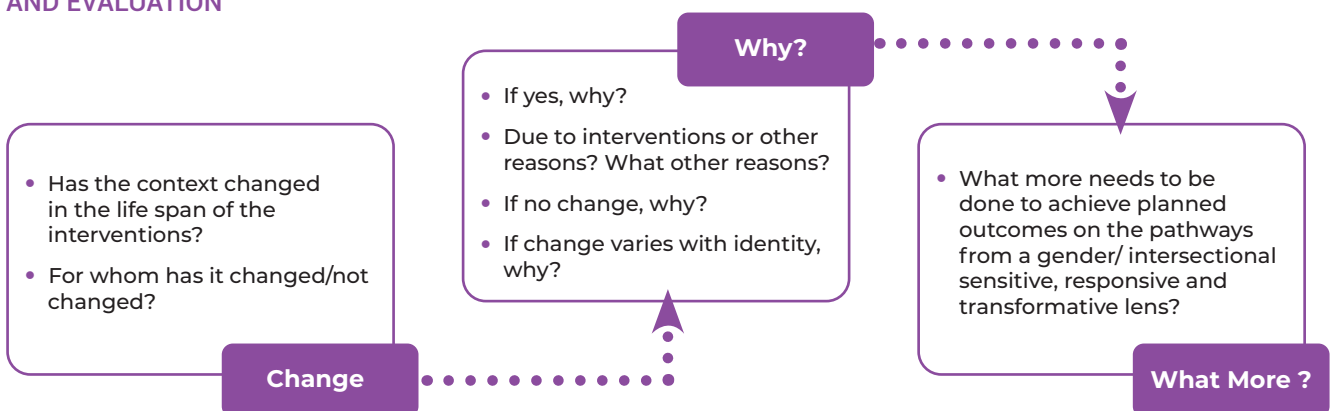 AND EVALUATION
• Has the context changed
in the life span of the
interventions?
• For whom has it changed/not
changed?
Change
Why?
• If yes, why?
• Due to interventions or other
reasons? What other reasons?
• If no change, why?
• If change varies with identity,
why?
• What more needs to be
done to achieve planned
outcomes on the pathways
from a gender/ intersectional
sensitive, responsive and
transformative lens?
What More ?